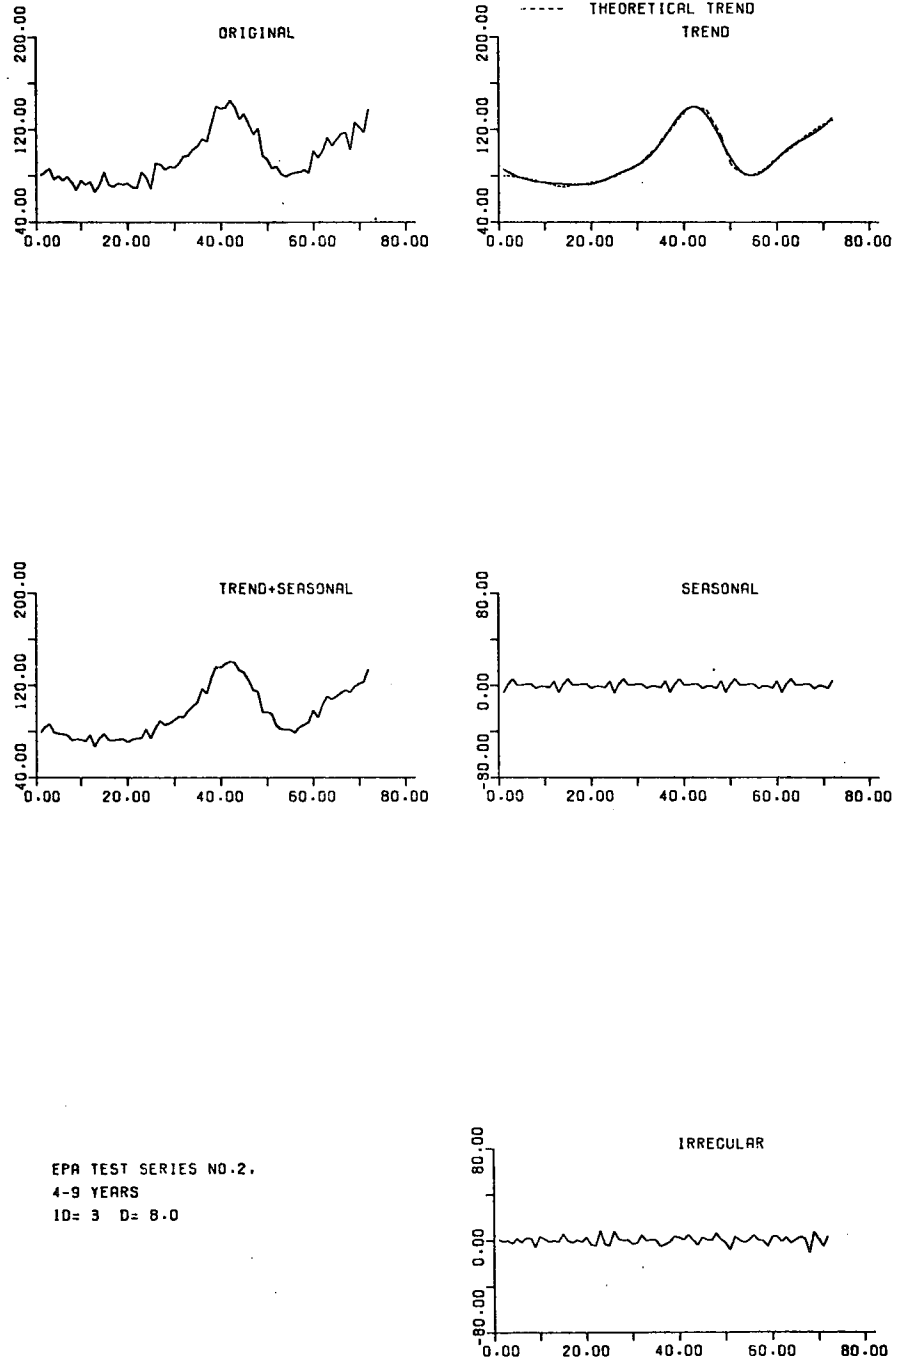 ------ THEORETICAL TREND
ORIGINAL
200.00
120.00
40.00
0.00 20.00 40.00 60.00 80.00
TREND
200.00
120.00
40.00
0.00 20.00 40.00 60.00 80.00
TREND+SEASONAL
200.00
120.00
40.00
0.00 20.00 40.00 60.00 80.00
SEASONAL
80.00
0.00
-80.00
0.00 20.00 40.00 60.00 80.00
EPA TEST SERIES NO.2.
4-9 YEARS
ID= 3 D= 8.0
IRREGULAR
80.00
0.00
-80.00
0.00 20.00 40.00 60.00 80.00